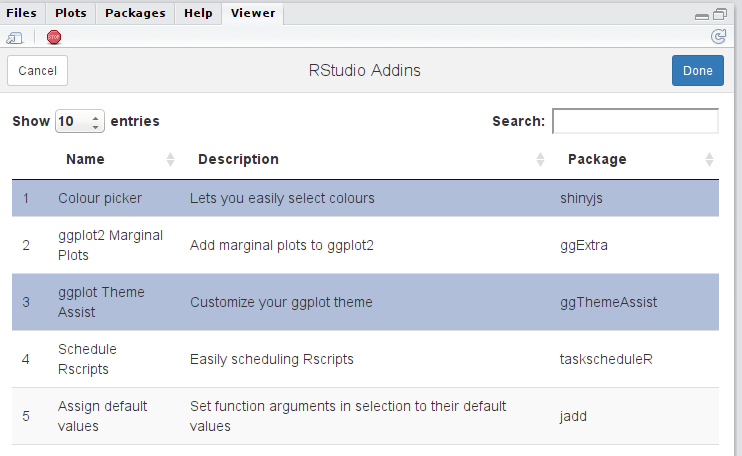 Files Plots Packages Help Viewer
STOP
Cancel RStudio Addins Done
Show 10 entries Search:
Name Description Package
1 Colour picker Lets you easily select colours shinyjs
2 ggplot2 Marginal Plots Add marginal plots to ggplot2 ggExtra
3 ggplot Theme Assist Customize your ggplot theme ggThemeAssist
4 Schedule Rscripts Easily scheduling Rscripts taskscheduleR
5 Assign default values Set function arguments in selection to their default values jadd